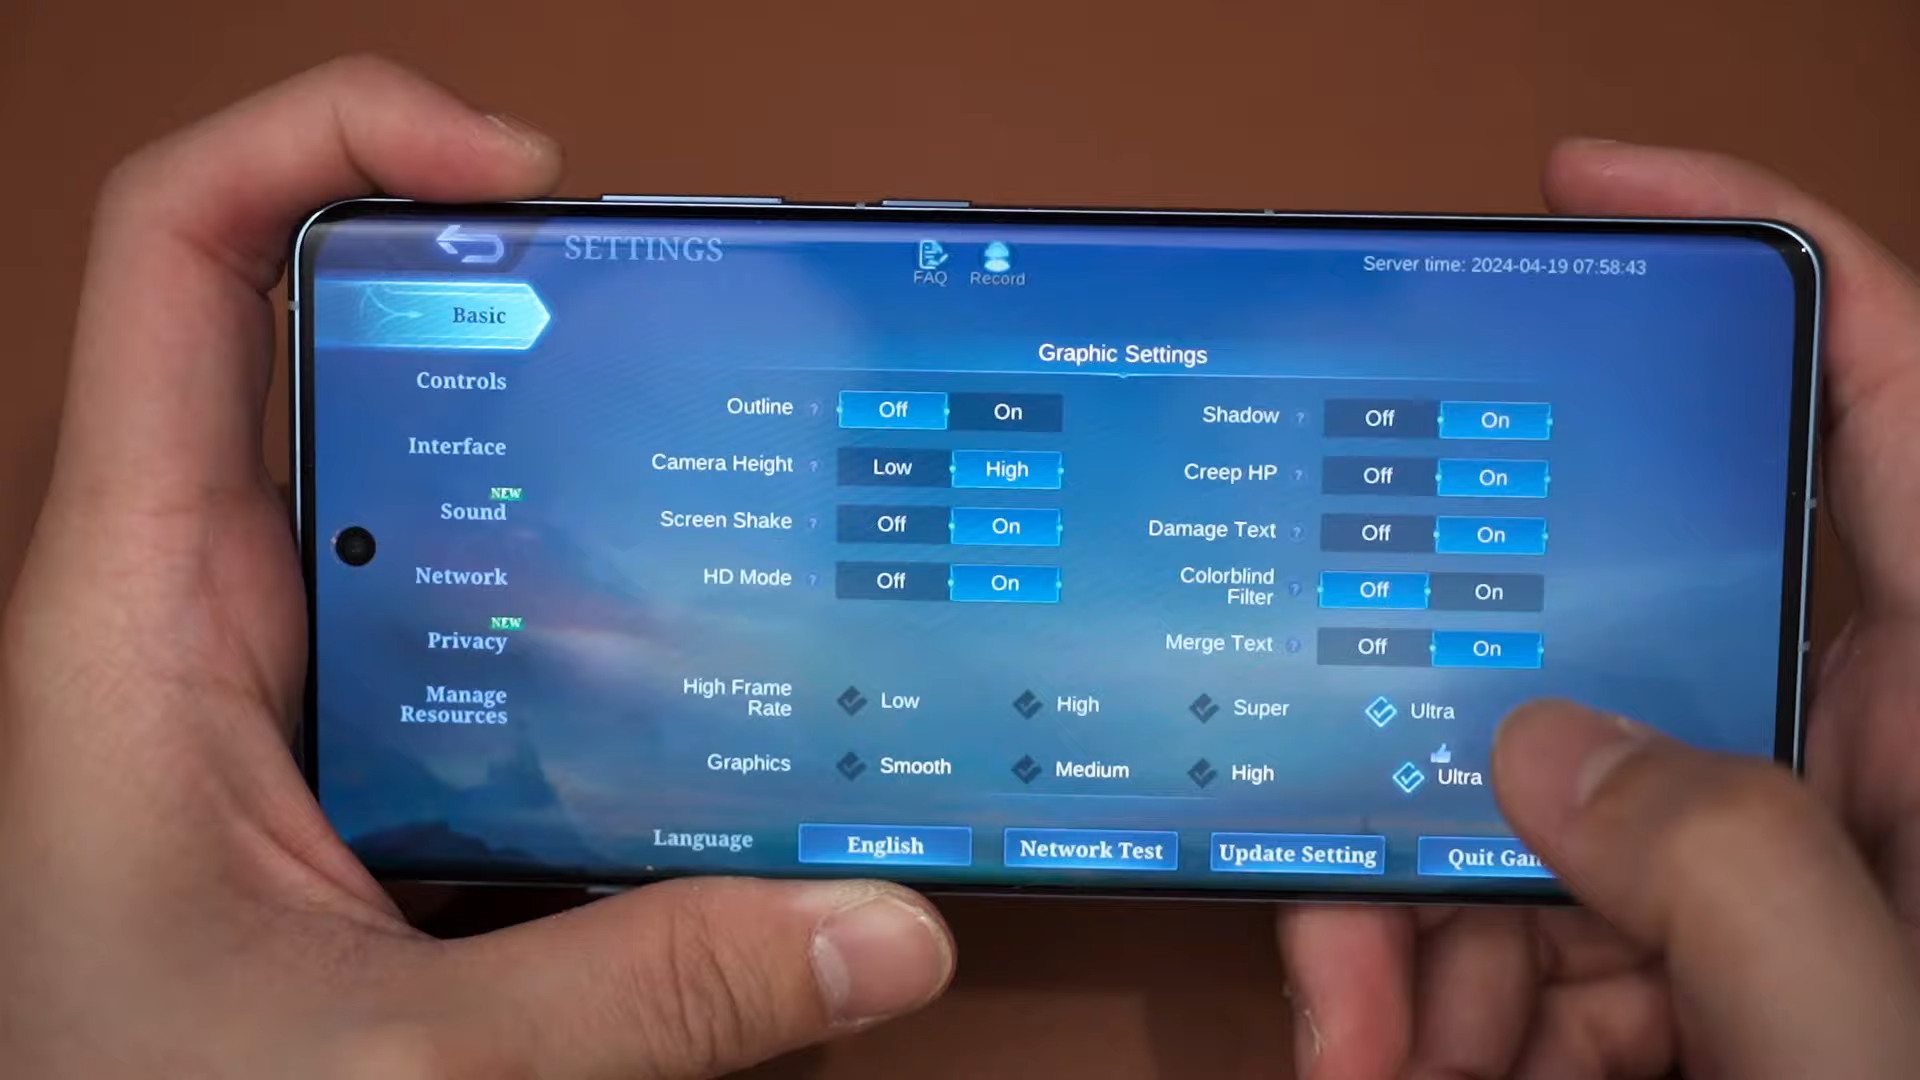 SETTINGS
FAQ
Record
Server time: 2024-04-19 07:58:43
Basic
Controls
Interface
NEW
Sound
Network
NEW
Privacy
Manage
Resources
Graphic Settings
Outline ? Off On
Shadow ? Off On
Camera Height ? Low High
Creep HP ? Off On
Screen Shake ? Off On
Damage Text ? Off On
HD Mode ? Off On
Colorblind
Filter ? Off On
Merge Text ? Off On
High Frame
Rate
Low High Super Ultra
Graphics Smooth Medium High Ultra
Language English Network Test Update Setting Quit